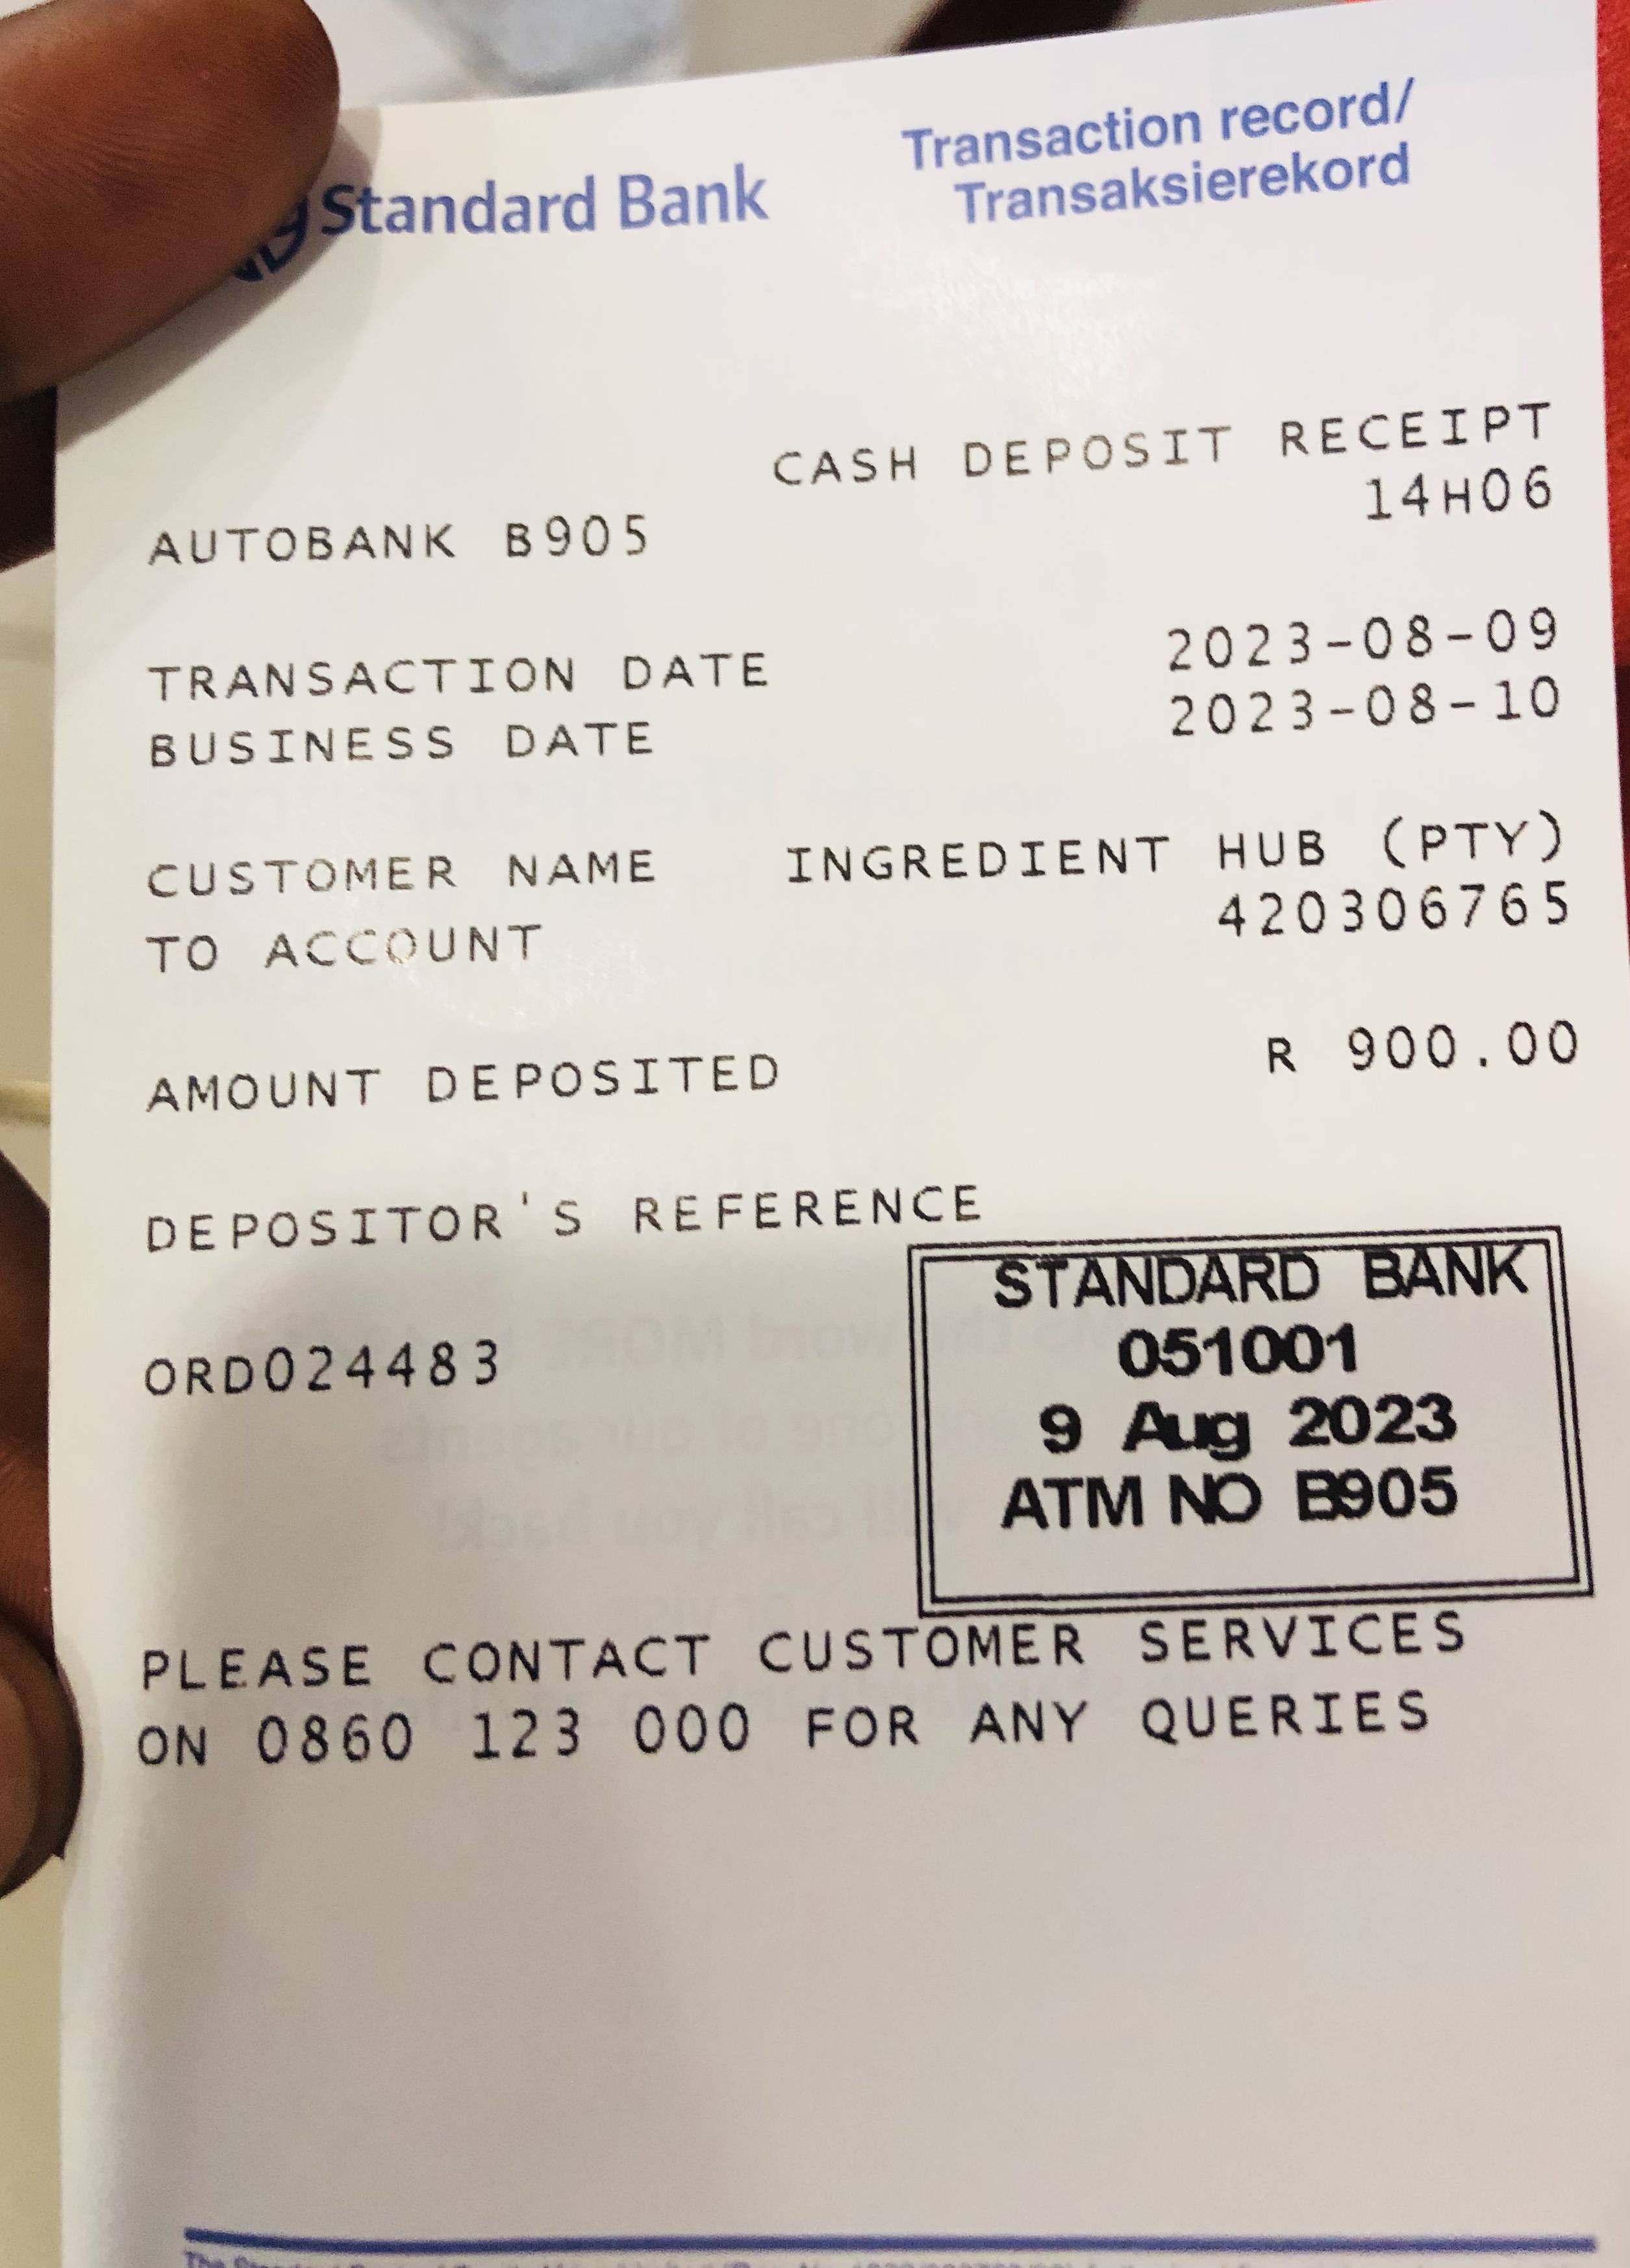 Standard Bank
Transaction record/
Transaksierekord
CASH DEPOSIT RECEIPT
14H06
AUTOBANK B905
TRANSACTION DATE 2023-08-09
BUSINESS DATE 2023-08-10
CUSTOMER NAME INGREDIENT HUB (PTY)
TO ACCOUNT 420306765
AMOUNT DEPOSITED R 900.00
DEPOSITOR'S REFERENCE
ORD024483
STANDARD BANK
051001
9 Aug 2023
ATM NO B905
PLEASE CONTACT CUSTOMER SERVICES
ON 0860 123 000 FOR ANY QUERIES